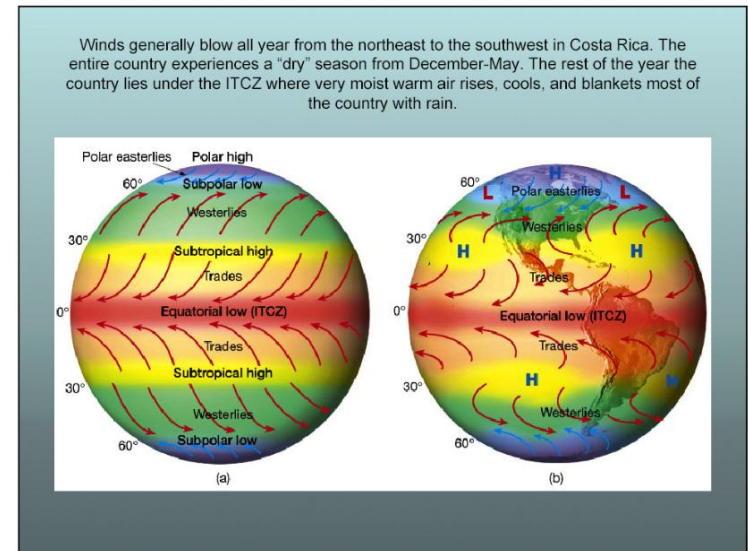 Winds generally blow all year from the northeast to the southwest in Costa Rica. The
entire country experiences a “dry” season from December-May. The rest of the year the
country lies under the ITCZ where very moist warm air rises, cools, and blankets most of
the country with rain.
Polar easterlies Polar high
60°
Subpolar low
Westerlies
30°
Subtropical high
Trades
0°
Equatorial low (ITCZ)
Trades
Subtropical high
30°
Westerlies
60°
Subpolar low
(a)
H
60°
L
Polar easterlies
L
Westerlies
30°
H
H
Trades
0°
Equatorial low (ITCZ)
Trades
H
H
30°
Westerlies
60°
(b)